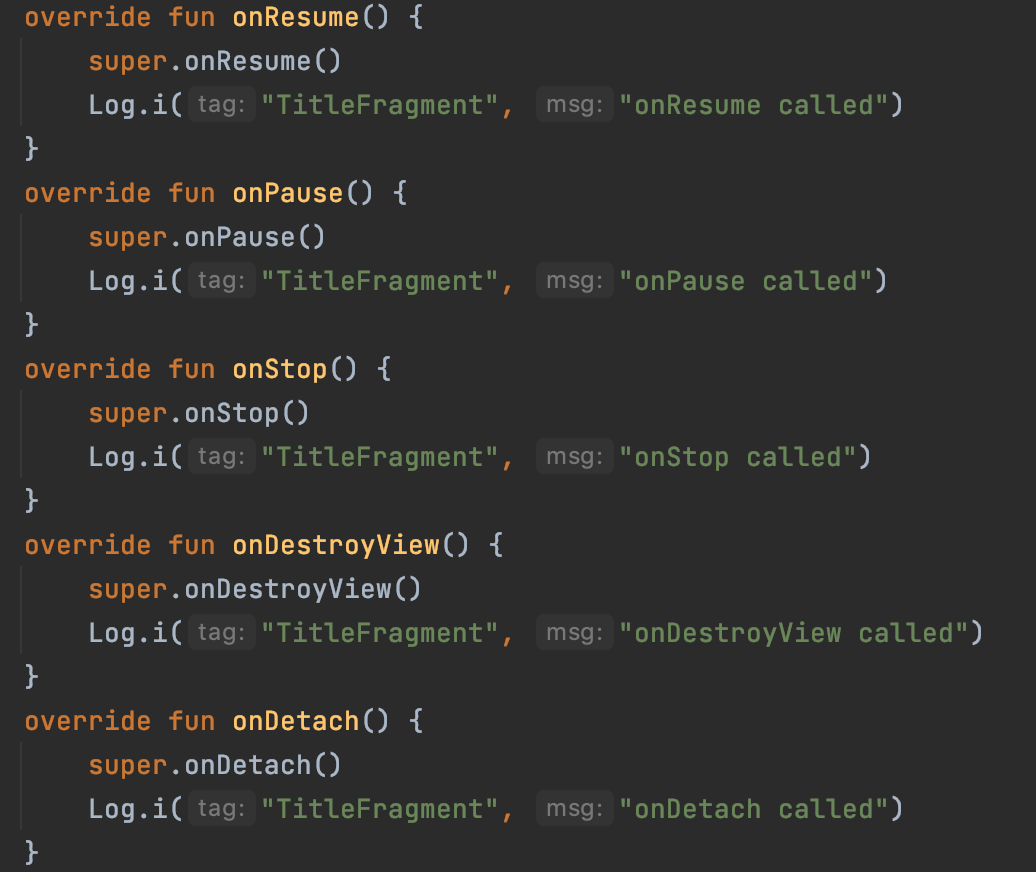 override fun onResume() {
    super.onResume()
    Log.i( tag: "TitleFragment", msg: "onResume called")
}
override fun onPause() {
    super.onPause()
    Log.i( tag: "TitleFragment", msg: "onPause called")
}
override fun onStop() {
    super.onStop()
    Log.i( tag: "TitleFragment", msg: "onStop called")
}
override fun onDestroyView() {
    super.onDestroyView()
    Log.i( tag: "TitleFragment", msg: "onDestroyView called")
}
override fun onDetach() {
    super.onDetach()
    Log.i( tag: "TitleFragment", msg: "onDetach called")
}